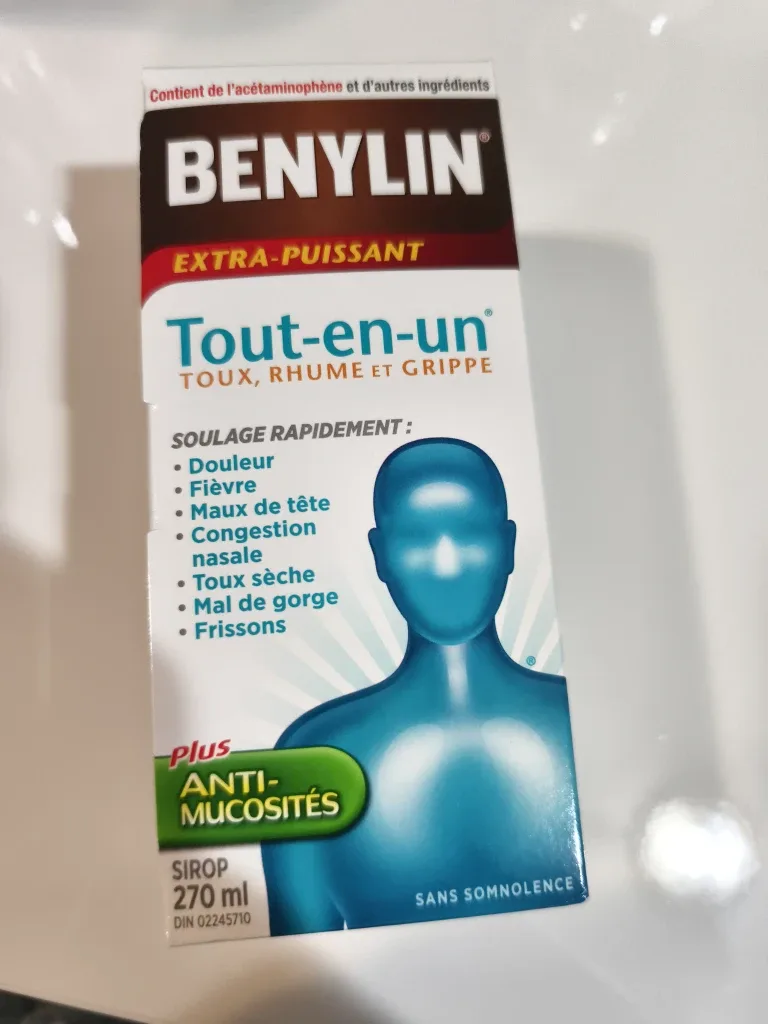 Contient de l'acétaminophène et d'autres ingrédients
BENYLIN®
EXTRA-PUISSANT
Tout-en-un®
TOUX, RHUME ET GRIPPE
SOULAGE RAPIDEMENT :
• Douleur
• Fièvre
• Maux de tête
• Congestion
nasale
• Toux sèche
• Mal de gorge
• Frissons
®
Plus
ANTI-
MUCOSITÉS
SIROP
270 ml
DIN 02245710
SANS SOMNOLENCE